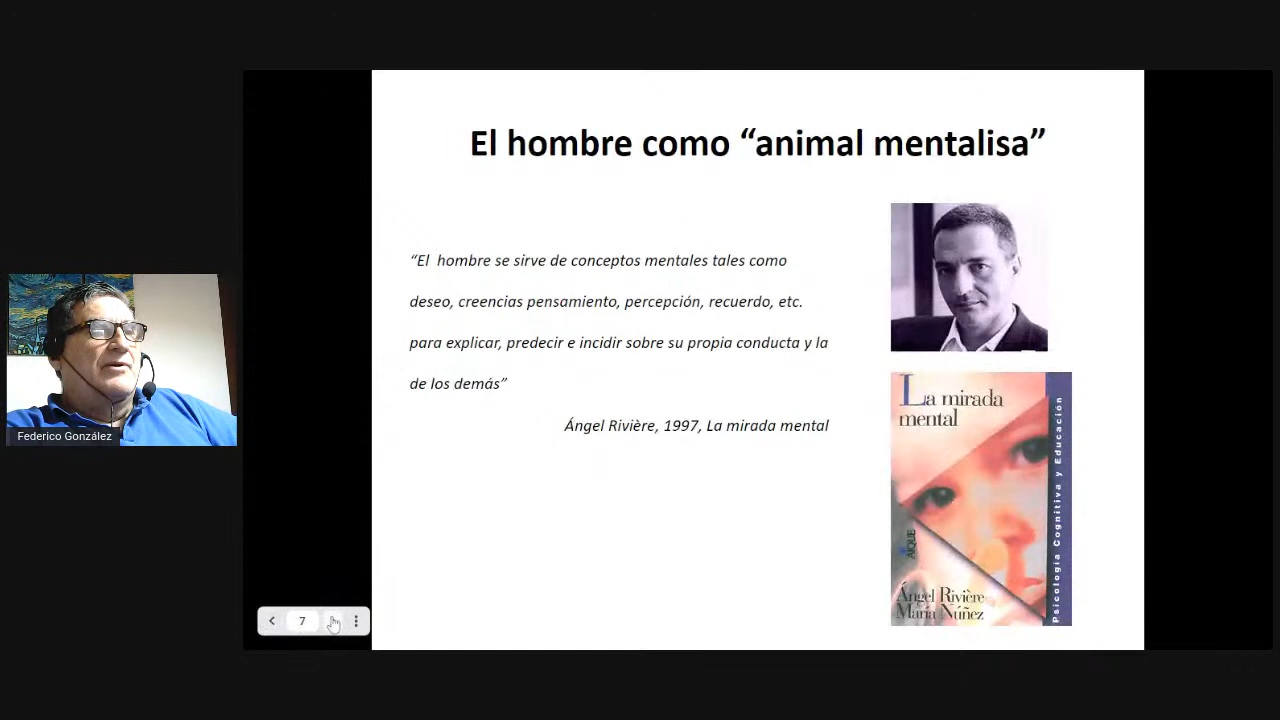 El hombre como “animal mentalisa”
“El hombre se sirve de conceptos mentales tales como
deseo, creencias pensamiento, percepción, recuerdo, etc.
para explicar, predecir e incidir sobre su propia conducta y la
de los demás”
Ángel Rivière, 1997, La mirada mental
La mirada
mental
Psicología Cognitiva y Educación
AIQUE
Ángel Rivière
María Núñez
Federico González
7